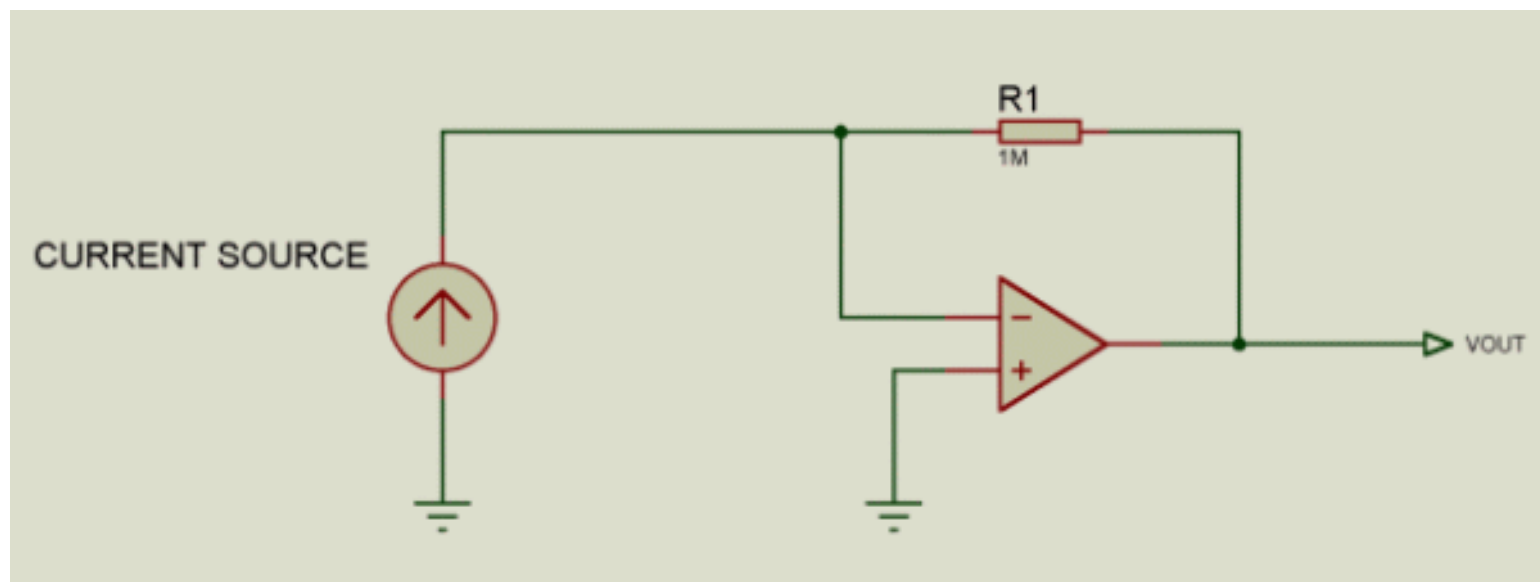 R1
1M
CURRENT SOURCE
−
+
VOUT